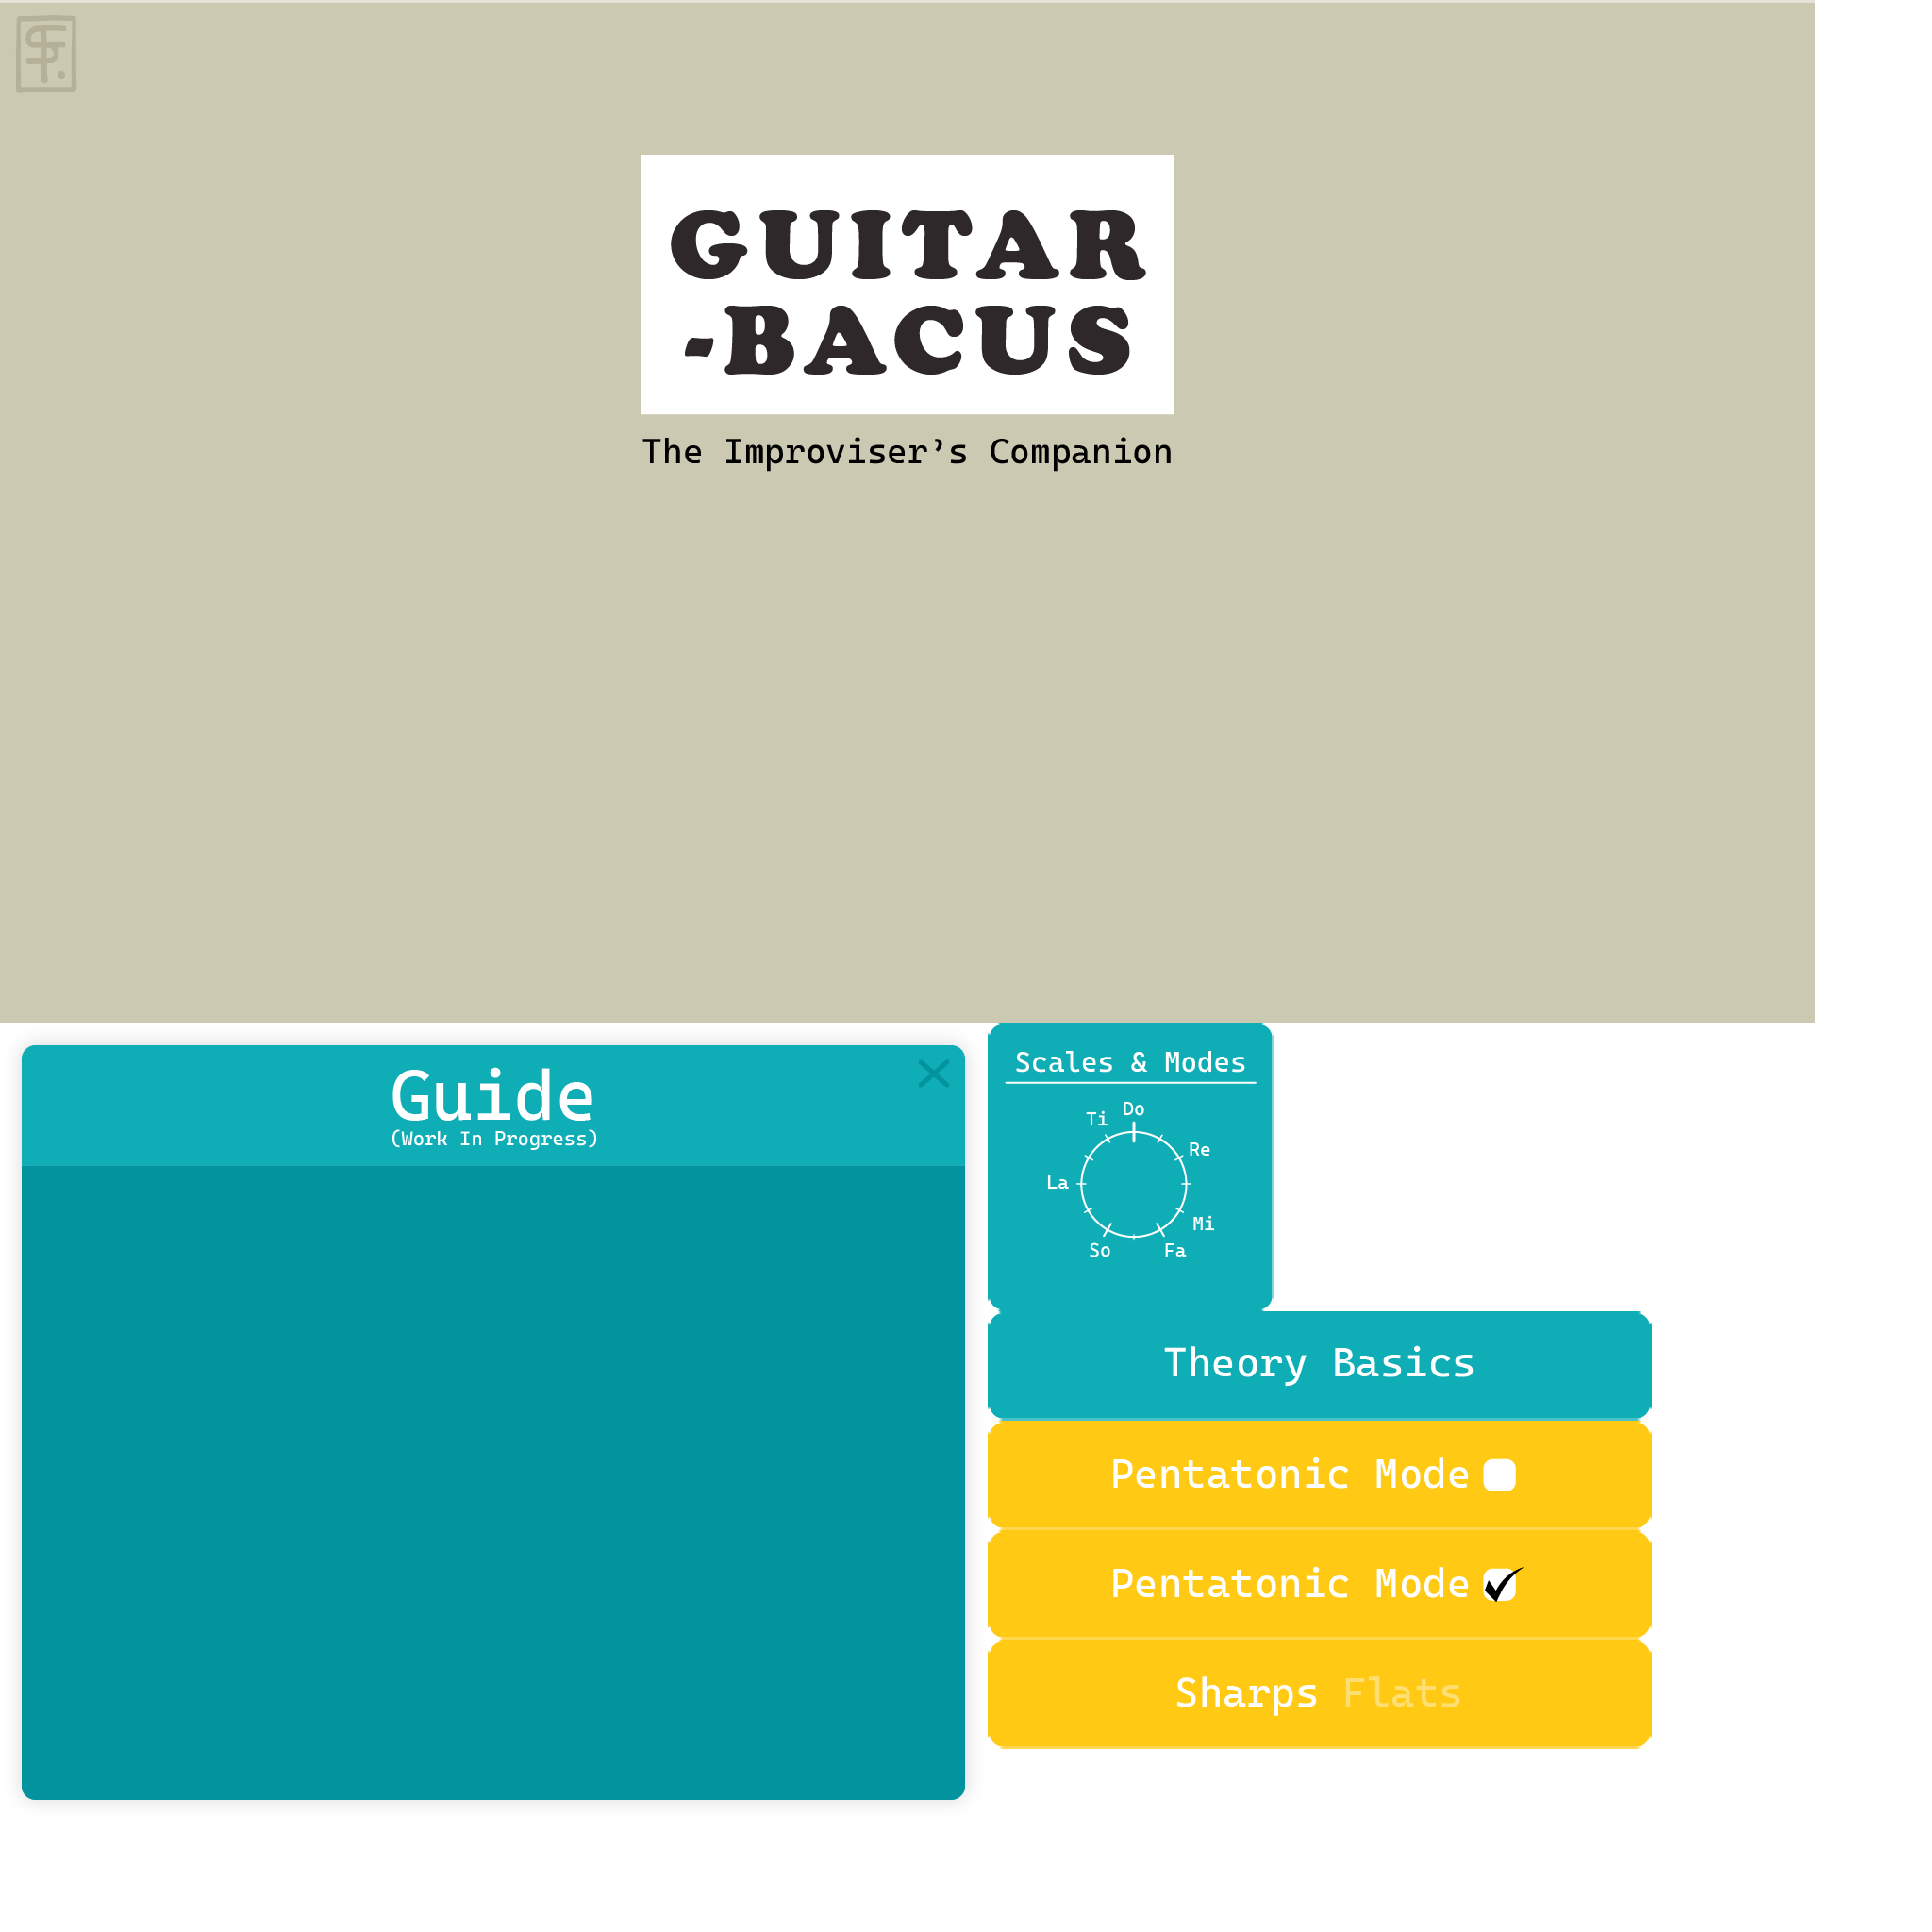 GUITAR
-BACUS
The Improviser’s Companion
Guide
(Work In Progress)
Scales & Modes
Do
Ti
Re
La
Mi
So
Fa
Theory Basics
Pentatonic Mode
Pentatonic Mode
Sharps Flats